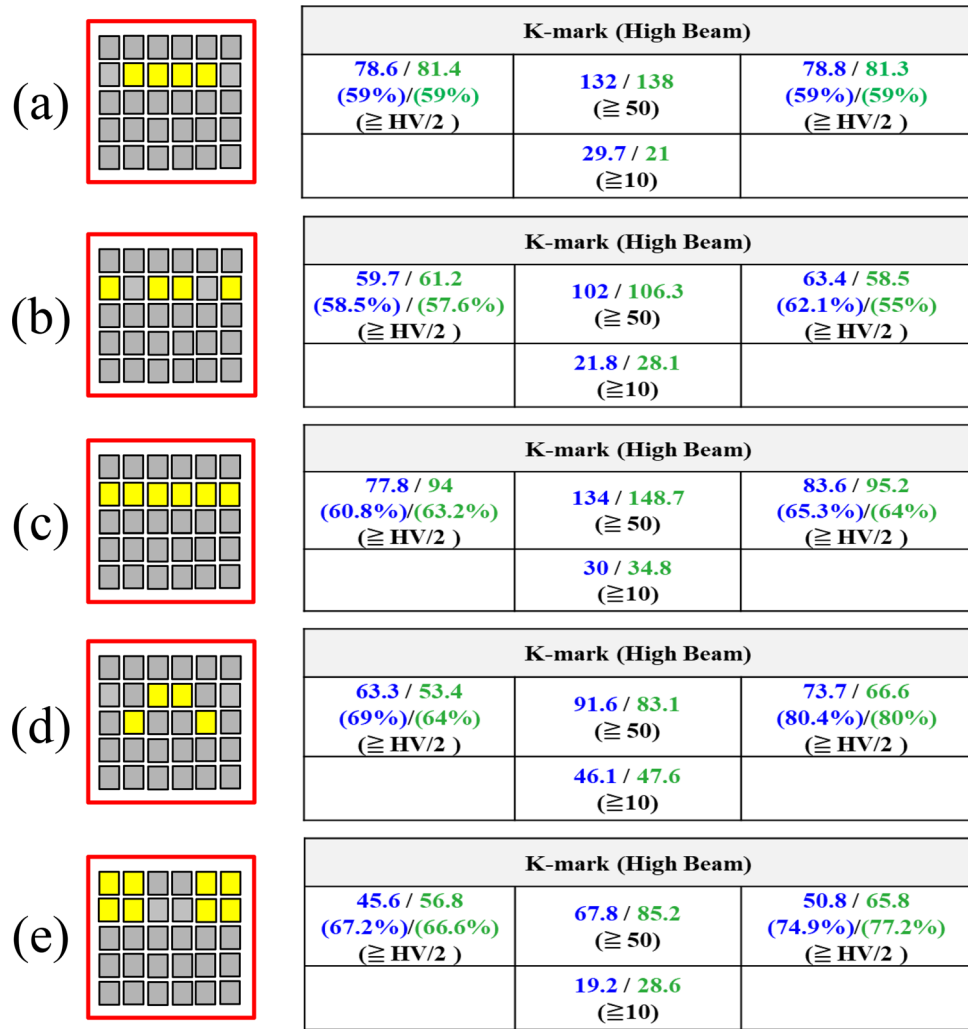 (a)
K-mark (High Beam)
78.6 / 81.4
(59%)/(59%)
(≧ HV/2 )
132 / 138
(≧ 50)
78.8 / 81.3
(59%)/(59%)
(≧ HV/2 )
29.7 / 21
(≧10)
(b)
K-mark (High Beam)
59.7 / 61.2
(58.5%) / (57.6%)
(≧ HV/2 )
102 / 106.3
(≧ 50)
63.4 / 58.5
(62.1%)/(55%)
(≧ HV/2 )
21.8 / 28.1
(≧10)
(c)
K-mark (High Beam)
77.8 / 94
(60.8%)/(63.2%)
(≧ HV/2 )
134 / 148.7
(≧ 50)
83.6 / 95.2
(65.3%)/(64%)
(≧ HV/2 )
30 / 34.8
(≧10)
(d)
K-mark (High Beam)
63.3 / 53.4
(69%)/(64%)
(≧ HV/2 )
91.6 / 83.1
(≧ 50)
73.7 / 66.6
(80.4%)/(80%)
(≧ HV/2 )
46.1 / 47.6
(≧10)
(e)
K-mark (High Beam)
45.6 / 56.8
(67.2%)/(66.6%)
(≧ HV/2 )
67.8 / 85.2
(≧ 50)
50.8 / 65.8
(74.9%)/(77.2%)
(≧ HV/2 )
19.2 / 28.6
(≧10)